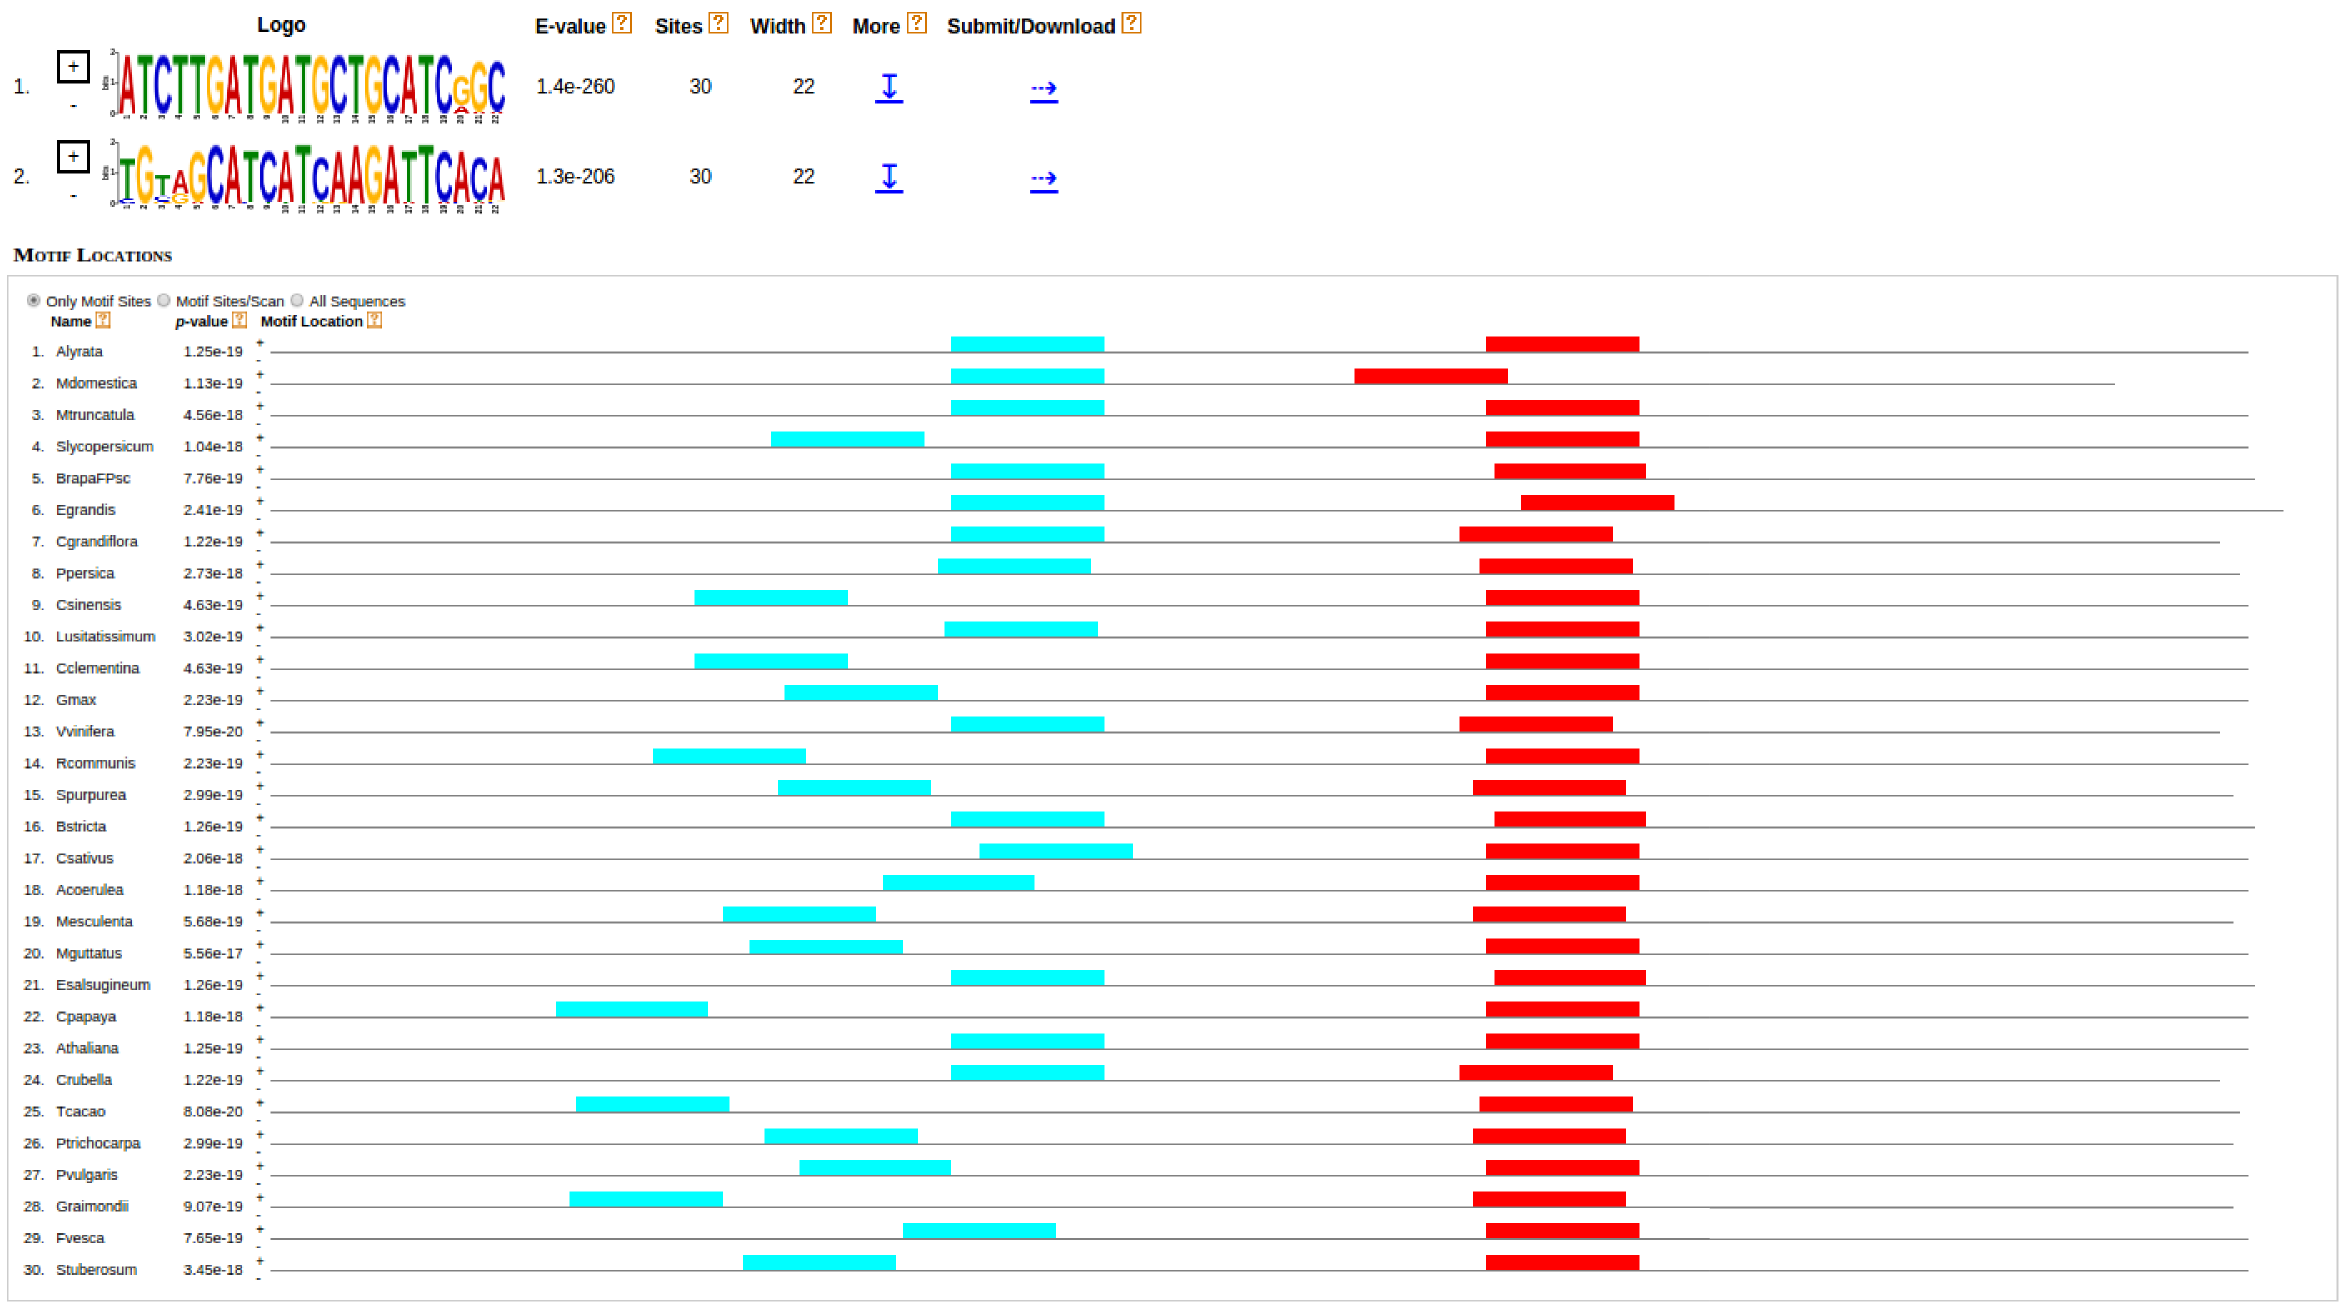 Logo E-value ? Sites ? Width ? More ? Submit/Download ?
1. + ATCTTGATGATGCTGCATCGGC 1.4e-260 30 22 ↧ ⇢
-
2. + TGTAGCATCATCAAGATTCACA 1.3e-206 30 22 ↧ ⇢
-
Motif Locations
Only Motif Sites Motif Sites/Scan All Sequences
Name ? p-value ? Motif Location ?
1. Alyrata 1.25e-19 + -
2. Mdomestica 1.13e-19 + -
3. Mtruncatula 4.56e-18 + -
4. Slycopersicum 1.04e-18 + -
5. BrapaFPsc 7.76e-19 + -
6. Egrandis 2.41e-19 + -
7. Cgrandiflora 1.22e-19 + -
8. Ppersica 2.73e-18 + -
9. Csinensis 4.63e-19 + -
10. Lusitatissimum 3.02e-19 + -
11. Cclementina 4.63e-19 + -
12. Gmax 2.23e-19 + -
13. Vvinifera 7.95e-20 + -
14. Rcommunis 2.23e-19 + -
15. Spurpurea 2.99e-19 + -
16. Bstricta 1.26e-19 + -
17. Csativus 2.06e-18 + -
18. Acoerulea 1.18e-18 + -
19. Mesculenta 5.68e-19 + -
20. Mguttatus 5.56e-17 + -
21. Esalsugineum 1.26e-19 + -
22. Cpapaya 1.18e-18 + -
23. Athaliana 1.25e-19 + -
24. Crubella 1.22e-19 + -
25. Tcacao 8.08e-20 + -
26. Ptrichocarpa 2.99e-19 + -
27. Pvulgaris 2.23e-19 + -
28. Graimondii 9.07e-19 + -
29. Fvesca 7.65e-19 + -
30. Stuberosum 3.45e-18 + -